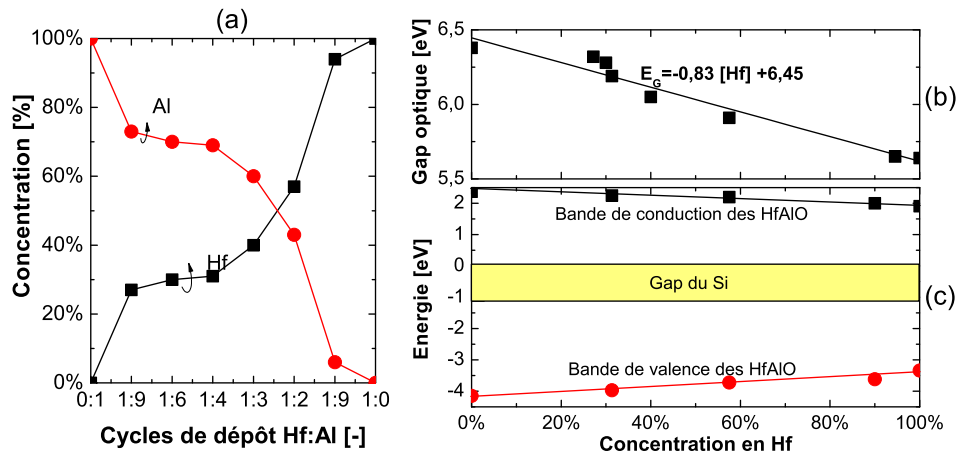 (a)
Concentration [%]
100%
80%
60%
40%
20%
0%
Al
Hf
0:1 1:9 1:6 1:4 1:3 1:2 1:9 1:0
Cycles de dépôt Hf:Al [-]
(b)
Gap optique [eV]
6,5
6,0
5,5
E_G=-0,83 [Hf] +6,45
(c)
Energie [eV]
2
1
0
-1
-2
-3
-4
Bande de conduction des HfAlO
Gap du Si
Bande de valence des HfAlO
0% 20% 40% 60% 80% 100%
Concentration en Hf